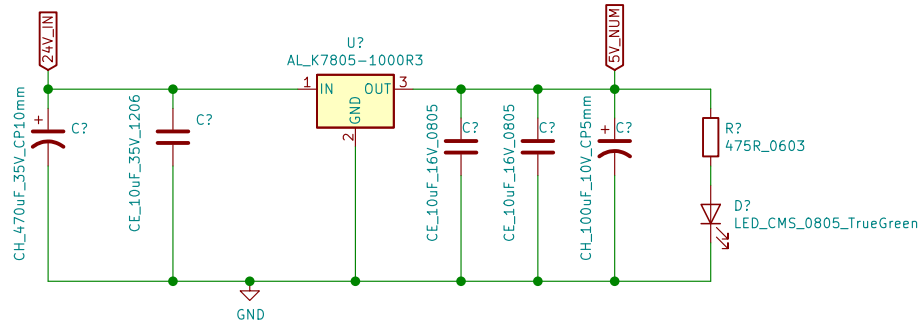 24V_IN
CH_470uF_35V_CP10mm
+
C?
CE_10uF_35V_1206
C?
U?
AL_K7805-1000R3
1
IN
OUT
3
GND
2
CE_10uF_16V_0805
C?
CE_10uF_16V_0805
C?
5V_NUM
CH_100uF_10V_CP5mm
+
C?
R?
475R_0603
D?
LED_CMS_0805_TrueGreen
GND